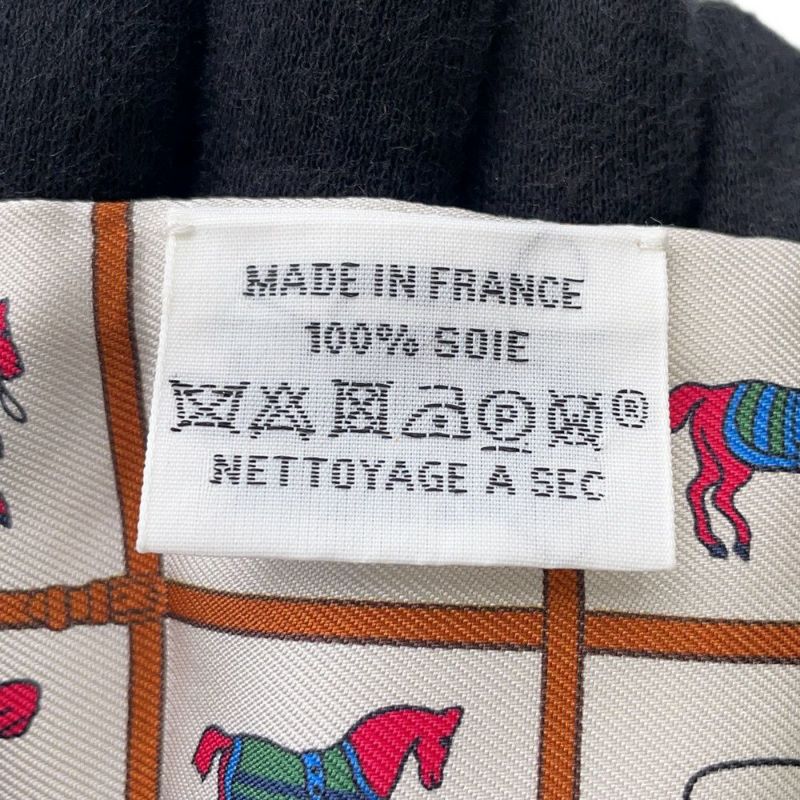 MADE IN FRANCE
100% SOIE
®
NETTOYAGE A SEC